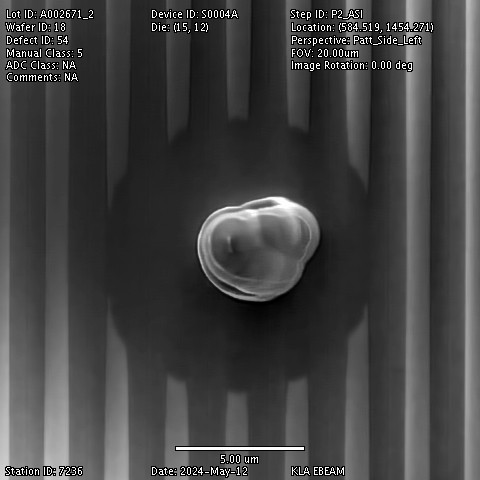 Lot ID: A002671_2
Wafer ID: 18
Defect ID: 54
Manual Class: 5
ADC Class: NA
Comments: NA
Device ID: S0004A
Die: (15, 12)
Step ID: P2_ASI
Location: (584.519, 1454.271)
Perspective: Patt_Side_Left
FOV: 20.00um
Image Rotation: 0.00 deg
5.00 um
Station ID: 7236
Date: 2024-May-12
KLA EBEAM